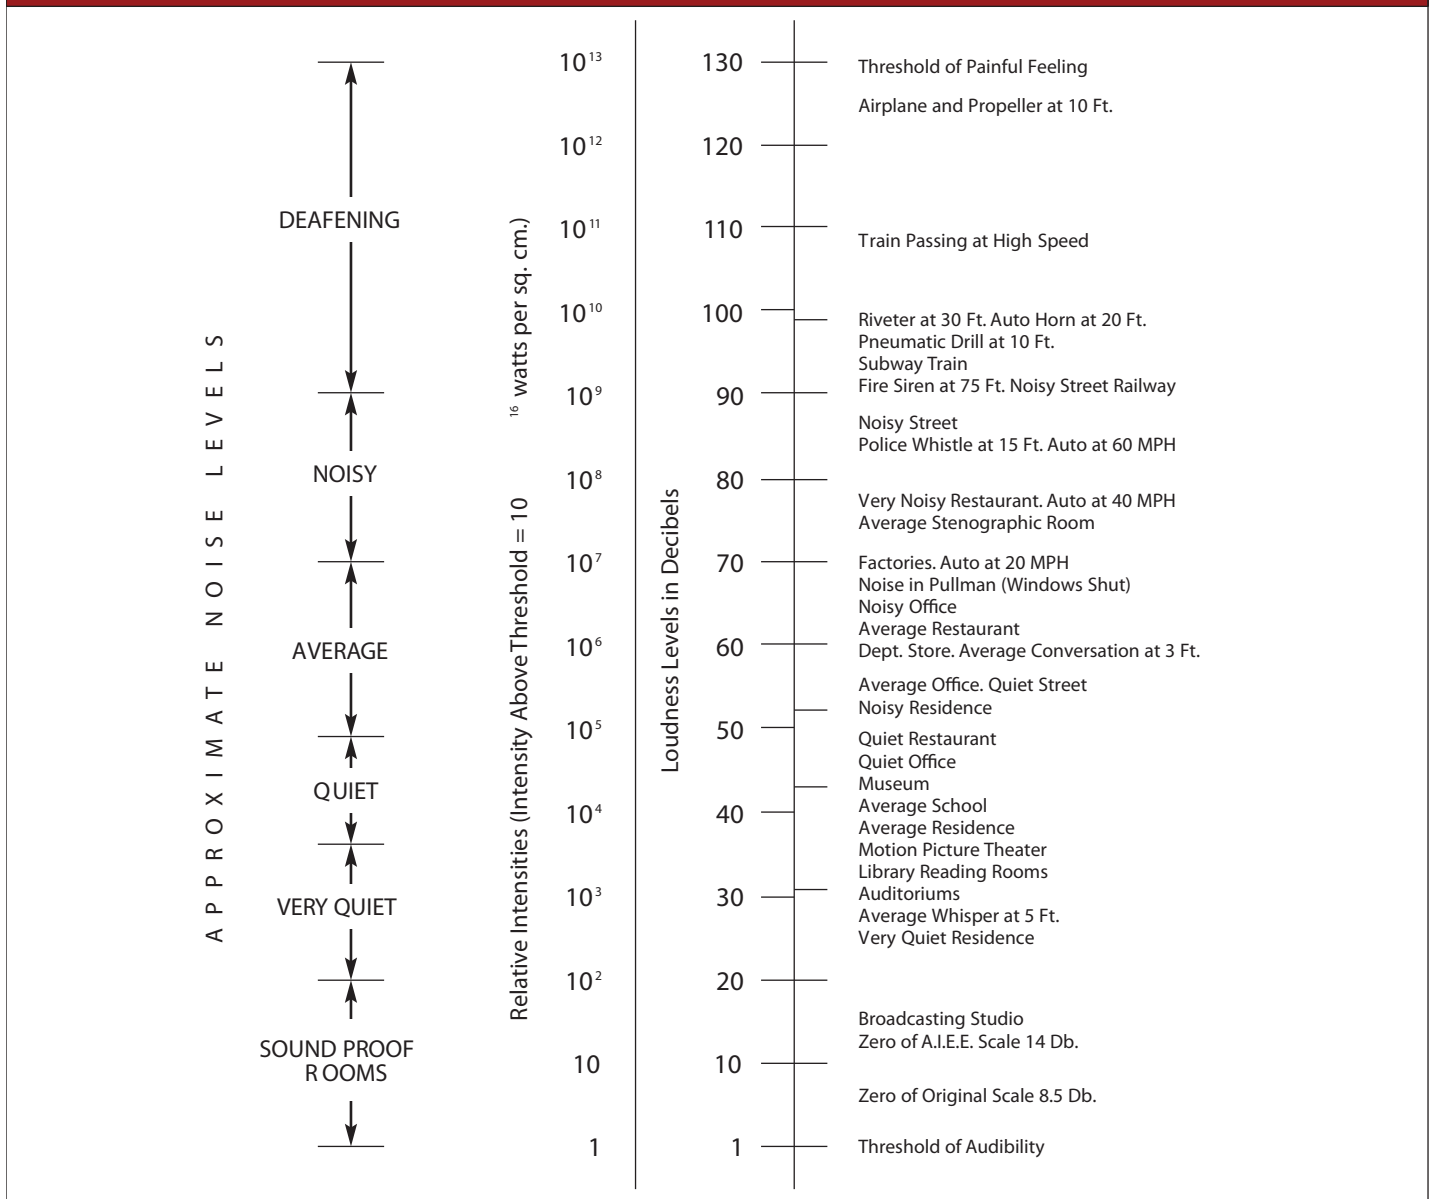 APPROXIMATE NOISE LEVELS
DEAFENING
NOISY
AVERAGE
QUIET
VERY QUIET
SOUND PROOF
ROOMS
Relative Intensities (Intensity Above Threshold = 10 16 watts per sq. cm.)
10¹³
10¹²
10¹¹
10¹⁰
10⁹
10⁸
10⁷
10⁶
10⁵
10⁴
10³
10²
10
1
Loudness Levels in Decibels
130
120
110
100
90
80
70
60
50
40
30
20
10
1
Threshold of Painful Feeling
Airplane and Propeller at 10 Ft.
Train Passing at High Speed
Riveter at 30 Ft. Auto Horn at 20 Ft.
Pneumatic Drill at 10 Ft.
Subway Train
Fire Siren at 75 Ft. Noisy Street Railway
Noisy Street
Police Whistle at 15 Ft. Auto at 60 MPH
Very Noisy Restaurant. Auto at 40 MPH
Average Stenographic Room
Factories. Auto at 20 MPH
Noise in Pullman (Windows Shut)
Noisy Office
Average Restaurant
Dept. Store. Average Conversation at 3 Ft.
Average Office. Quiet Street
Noisy Residence
Quiet Restaurant
Quiet Office
Museum
Average School
Average Residence
Motion Picture Theater
Library Reading Rooms
Auditoriums
Average Whisper at 5 Ft.
Very Quiet Residence
Broadcasting Studio
Zero of A.I.E.E. Scale 14 Db.
Zero of Original Scale 8.5 Db.
Threshold of Audibility